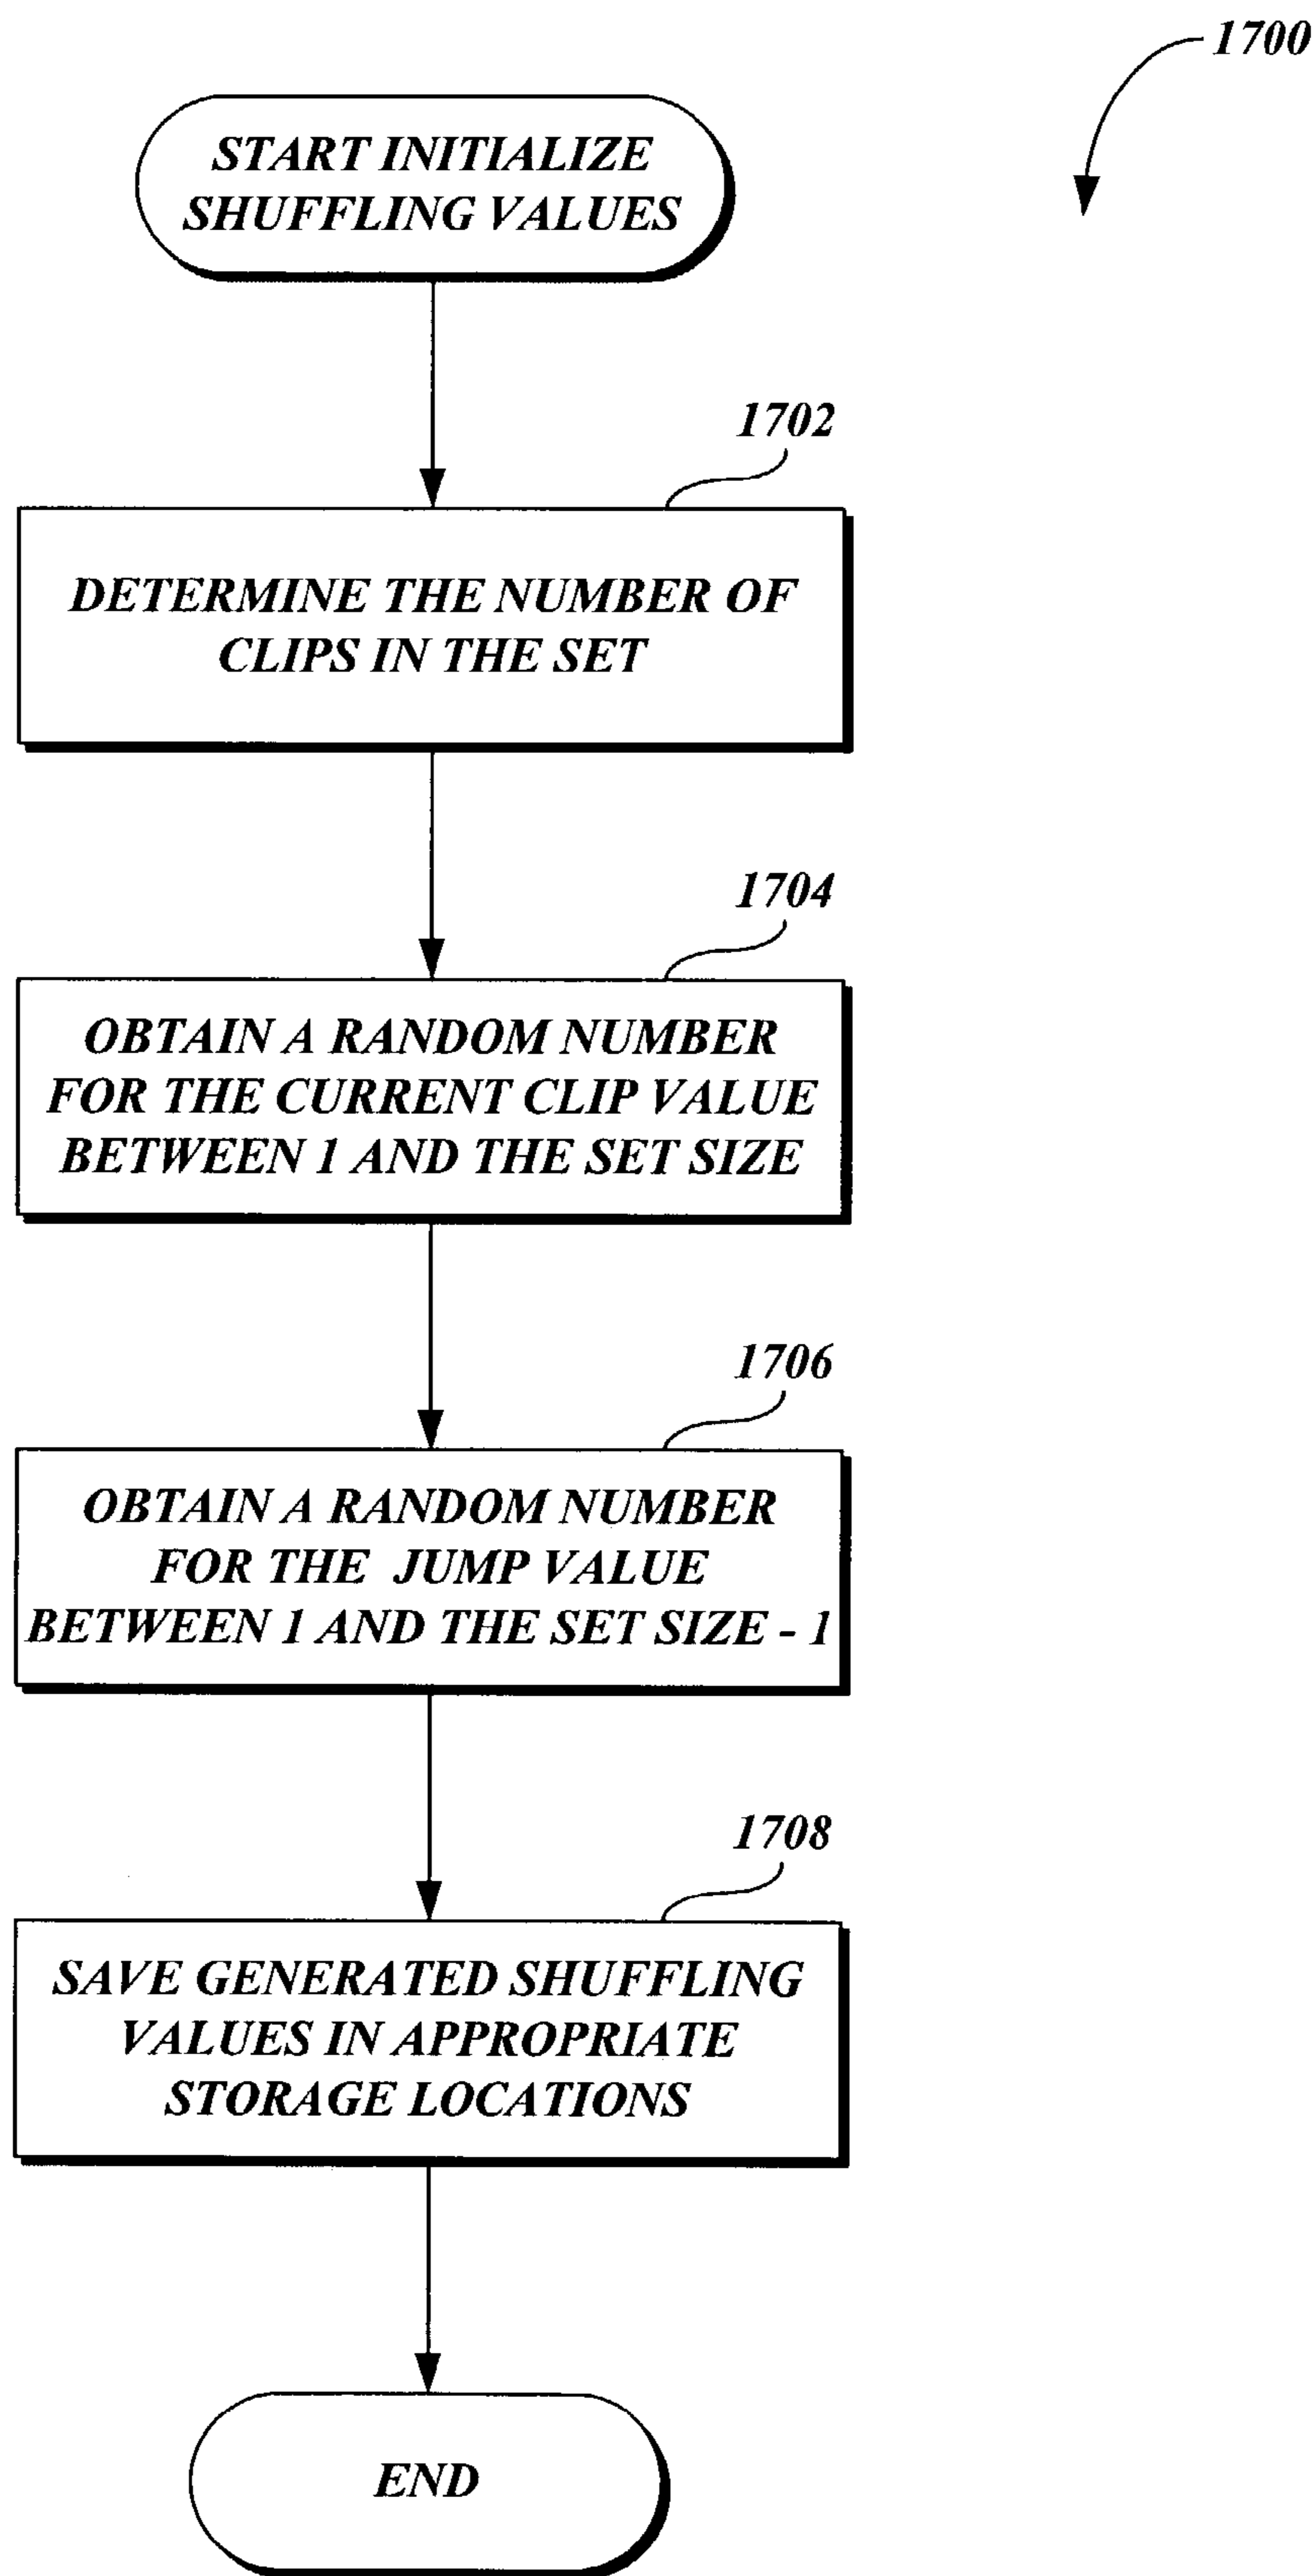 1700
START INITIALIZE
SHUFFLING VALUES
1702
DETERMINE THE NUMBER OF
CLIPS IN THE SET
1704
OBTAIN A RANDOM NUMBER
FOR THE CURRENT CLIP VALUE
BETWEEN 1 AND THE SET SIZE
1706
OBTAIN A RANDOM NUMBER
FOR THE JUMP VALUE
BETWEEN 1 AND THE SET SIZE - 1
1708
SAVE GENERATED SHUFFLING
VALUES IN APPROPRIATE
STORAGE LOCATIONS
END